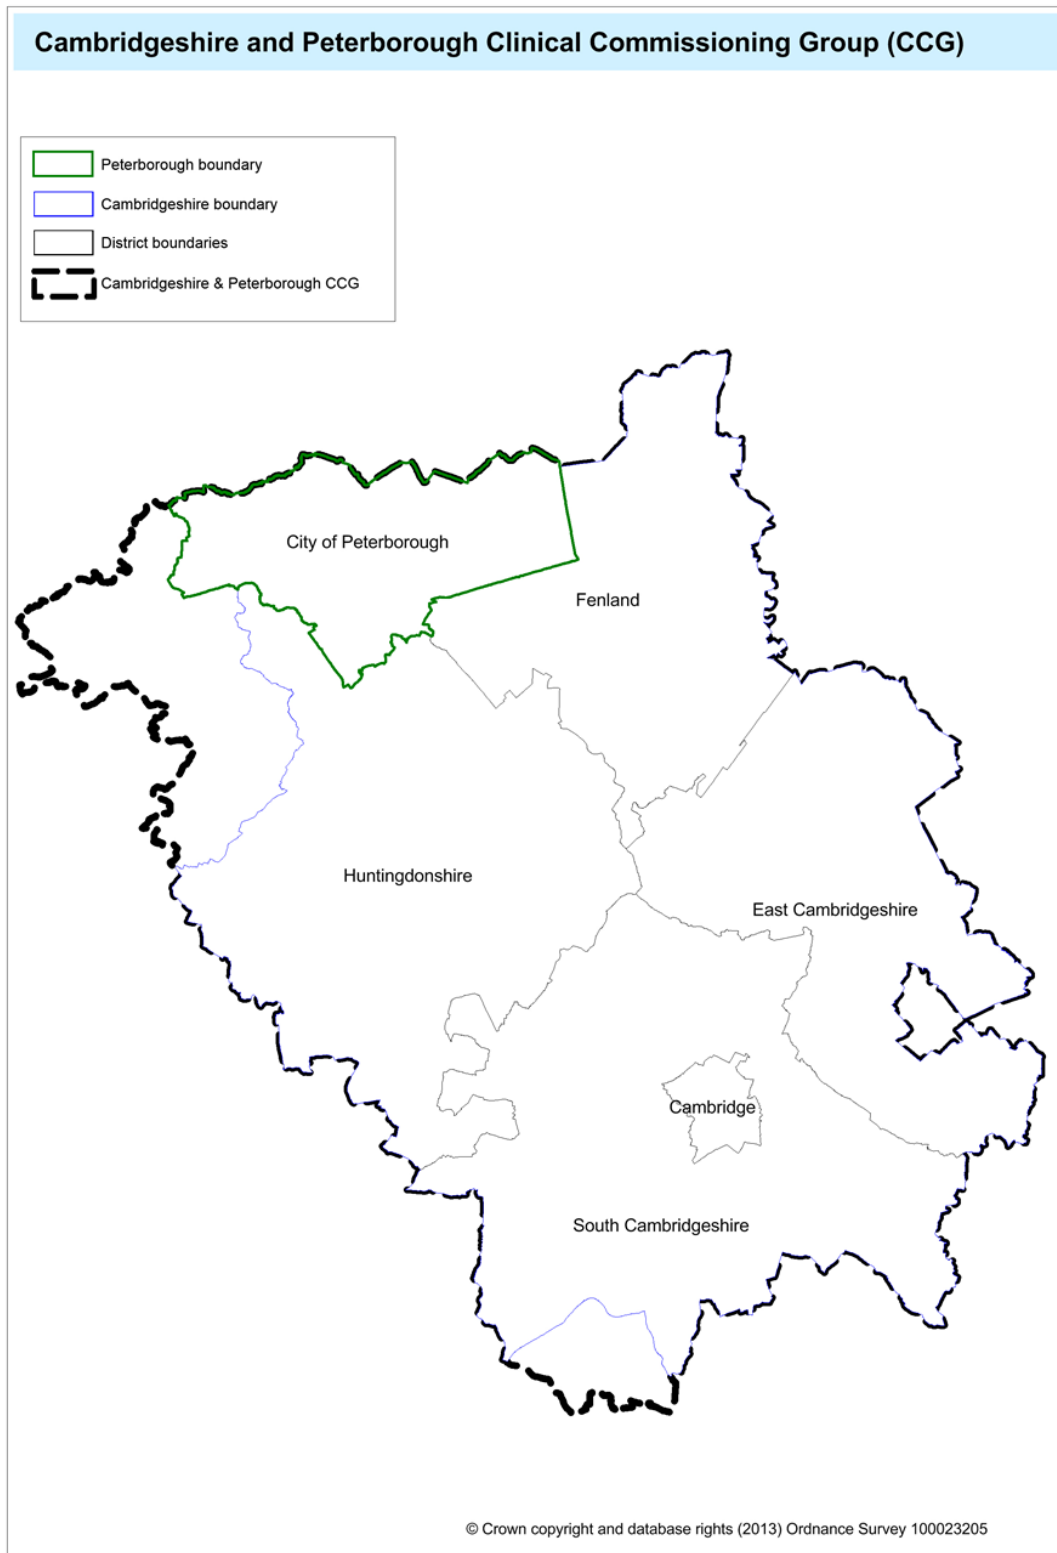 Cambridgeshire and Peterborough Clinical Commissioning Group (CCG)
Peterborough boundary
Cambridgeshire boundary
District boundaries
Cambridgeshire & Peterborough CCG
City of Peterborough
Fenland
Huntingdonshire
East Cambridgeshire
Cambridge
South Cambridgeshire
© Crown copyright and database rights (2013) Ordnance Survey 100023205